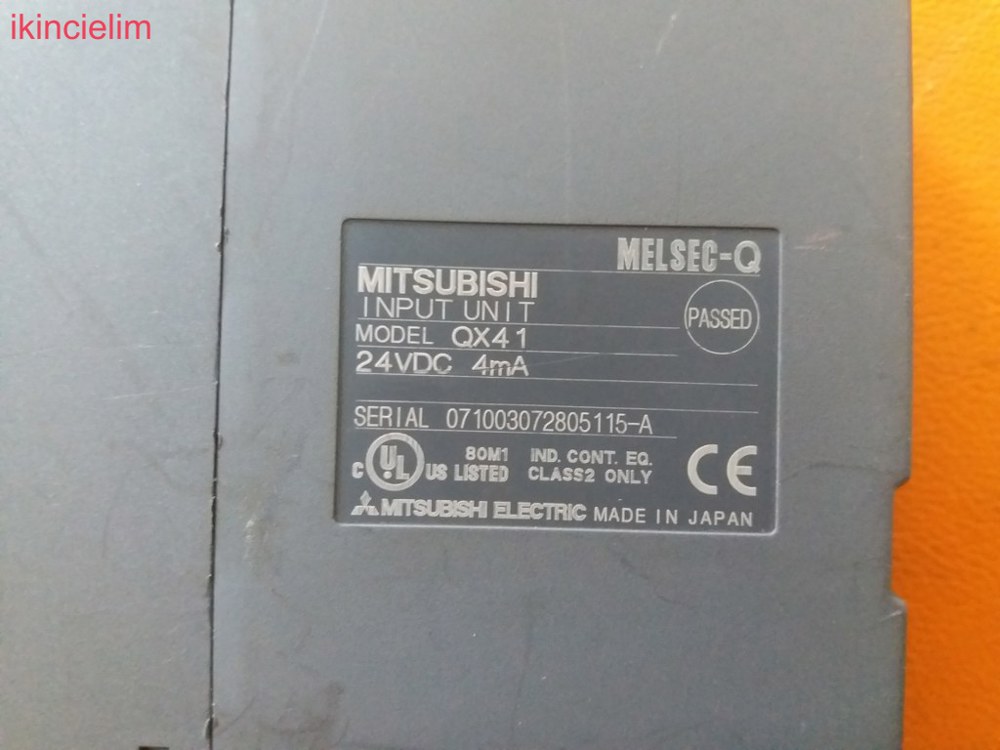 ikincielim
MELSEC-Q
MITSUBISHI
INPUT UNIT
PASSED
MODEL QX41
24VDC 4mA
SERIAL 071003072805115-A
C UL US LISTED 80M1 IND. CONT. EQ. CLASS2 ONLY CE
MITSUBISHI ELECTRIC MADE IN JAPAN